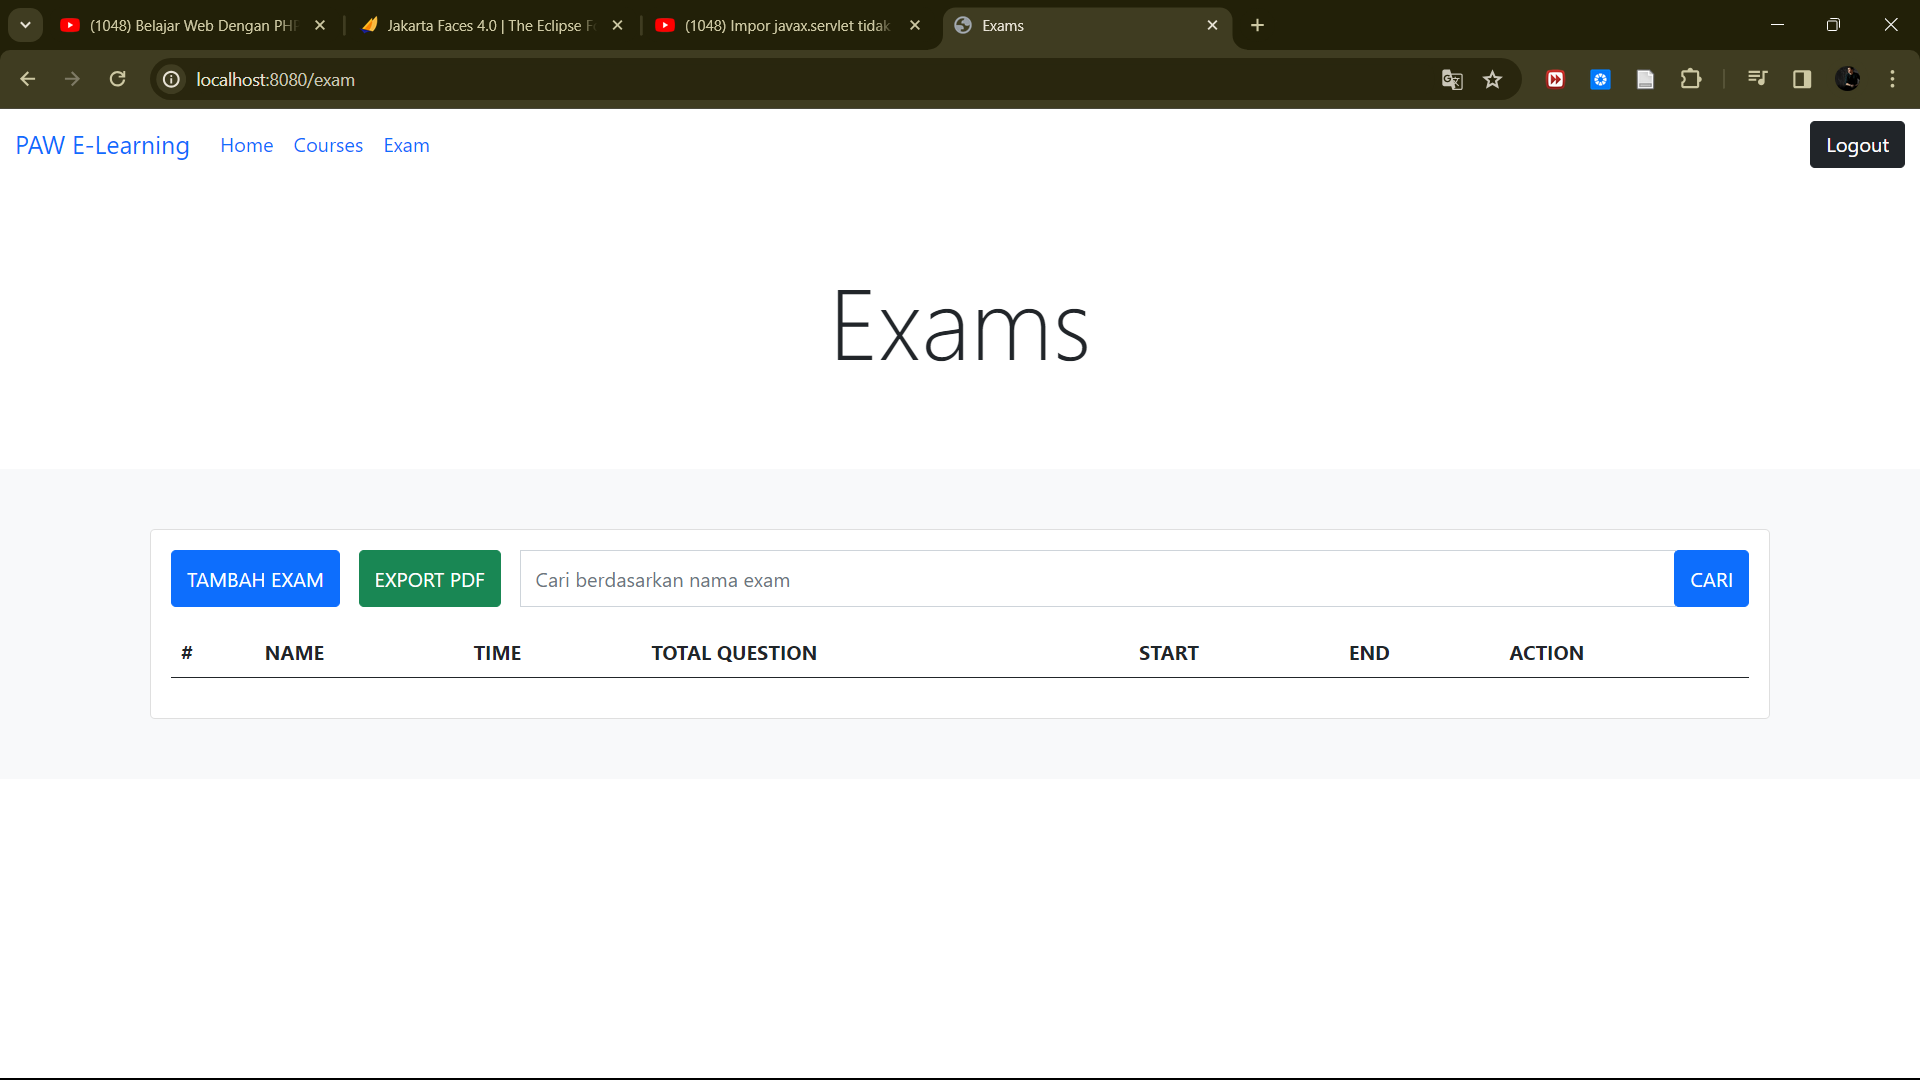 (1048) Belajar Web Dengan PHP
Jakarta Faces 4.0 | The Eclipse
(1048) Impor javax.servlet tidak
Exams
localhost:8080/exam
PAW E-Learning Home Courses Exam Logout
Exams
TAMBAH EXAM EXPORT PDF Cari berdasarkan nama exam CARI
# NAME TIME TOTAL QUESTION START END ACTION